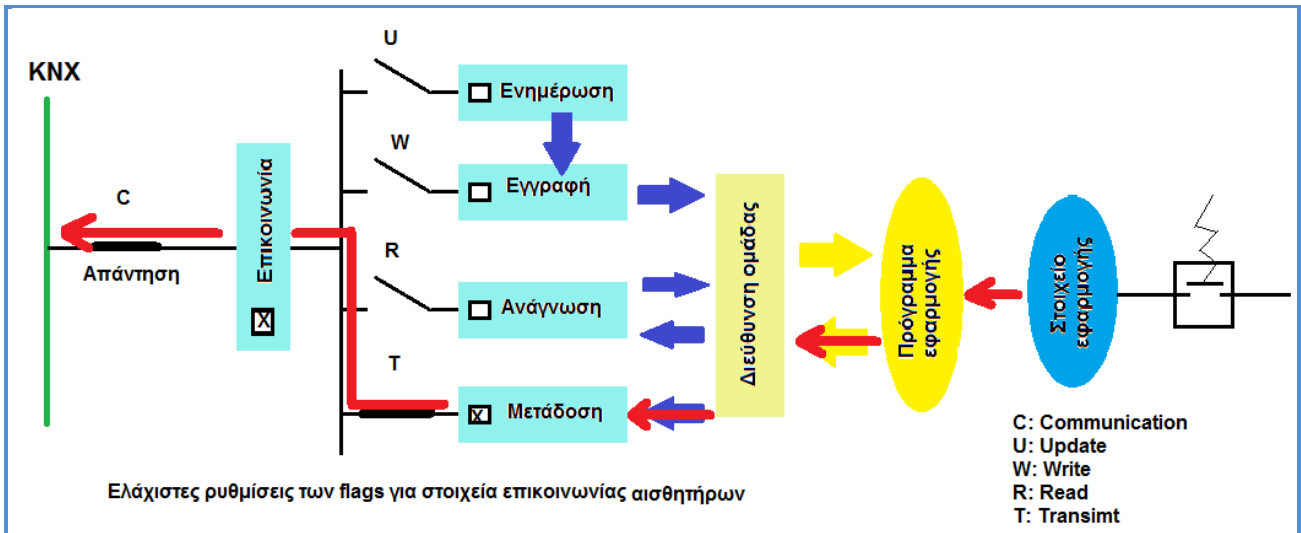 U
KNX
Ενημέρωση
W
Εγγραφή
C
Επικοινωνία
X
Απάντηση
R
Ανάγνωση
T
X
Μετάδοση
Διεύθυνση ομάδας
Πρόγραμμα
εφαρμογής
Στοιχείο
εφαρμογής
C: Communication
U: Update
W: Write
R: Read
T: Transimt
Ελάχιστες ρυθμίσεις των flags για στοιχεία επικοινωνίας αισθητήρων